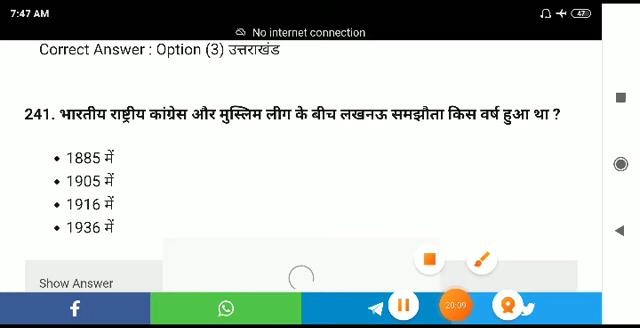 7:47 AM
47
No internet connection
Correct Answer : Option (3) उत्तराखंड
241. भारतीय राष्ट्रीय कांग्रेस और मुस्लिम लीग के बीच लखनऊ समझौता किस वर्ष हुआ था ?
• 1885 में
• 1905 में
• 1916 में
• 1936 में
Show Answer
20:09